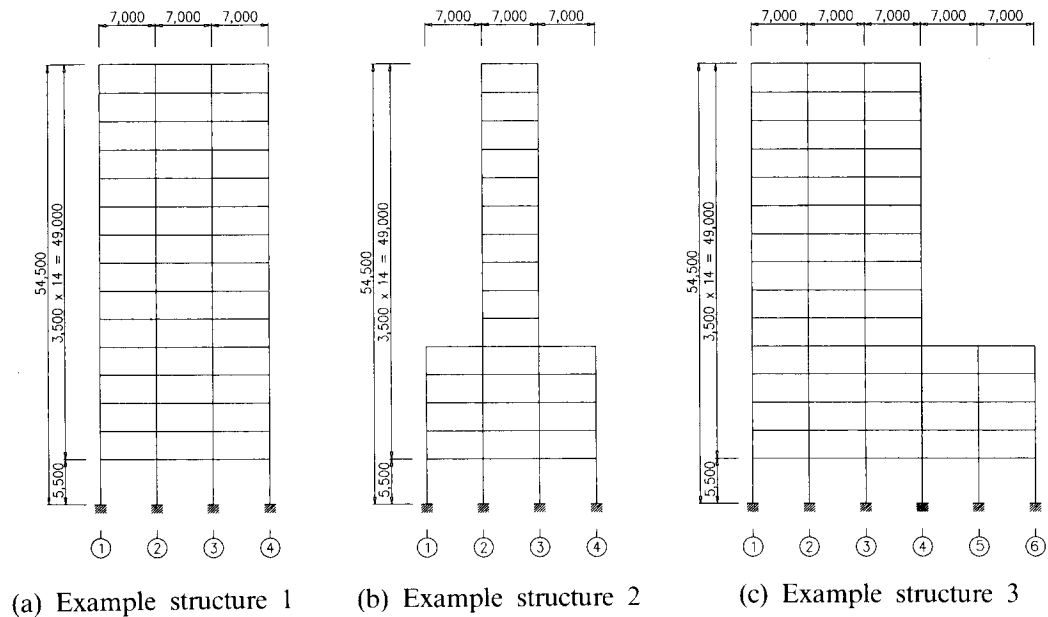 7,000 7,000 7,000
54,500
3,500 x 14 = 49,000
5,500
1 2 3 4
(a) Example structure 1
7,000 7,000 7,000
54,500
3,500 x 14 = 49,000
5,500
1 2 3 4
(b) Example structure 2
7,000 7,000 7,000 7,000 7,000
54,500
3,500 x 14 = 49,000
5,500
1 2 3 4 5 6
(c) Example structure 3